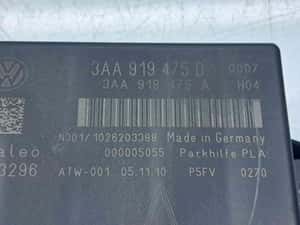 3AA 919 475 D 0007
3AA 919 475 A H04
N001/1026203388 Made in Germany
000005055 Parkhilfe PLA
aleo
3296
ATW-001 05.11.10 P5FV 0270